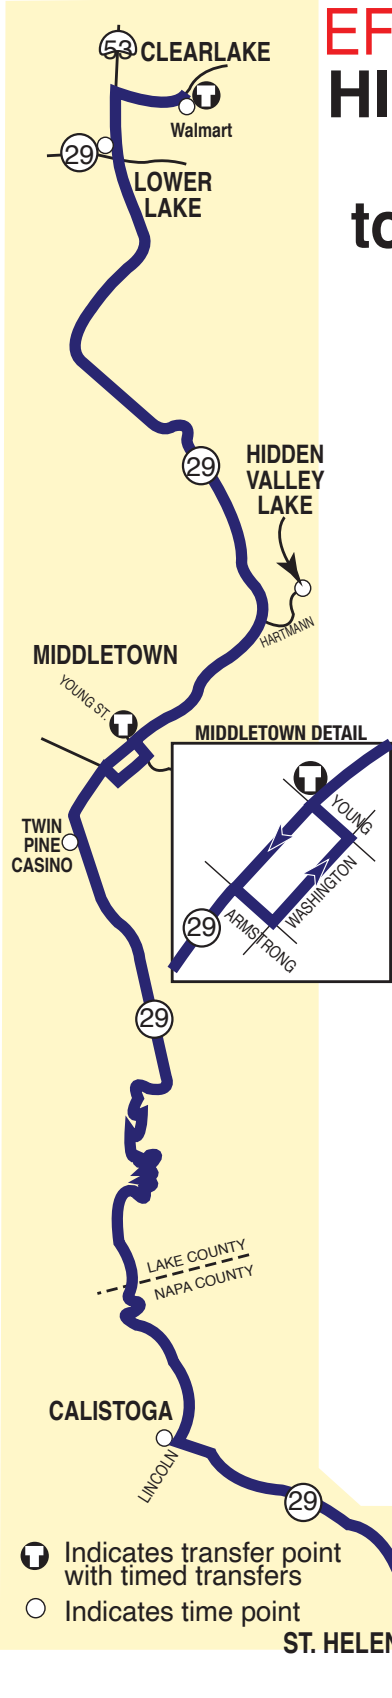 EF
HI
to
53
CLEARLAKE
T
Walmart
29
LOWER
LAKE
29
HIDDEN
VALLEY
LAKE
HARTMANN
MIDDLETOWN
YOUNG ST.
T
MIDDLETOWN DETAIL
T
YOUNG
WASHINGTON
ARMSTRONG
29
TWIN
PINE
CASINO
29
LAKE COUNTY
NAPA COUNTY
CALISTOGA
LINCOLN
29
T Indicates transfer point
with timed transfers
Indicates time point
ST. HELEN